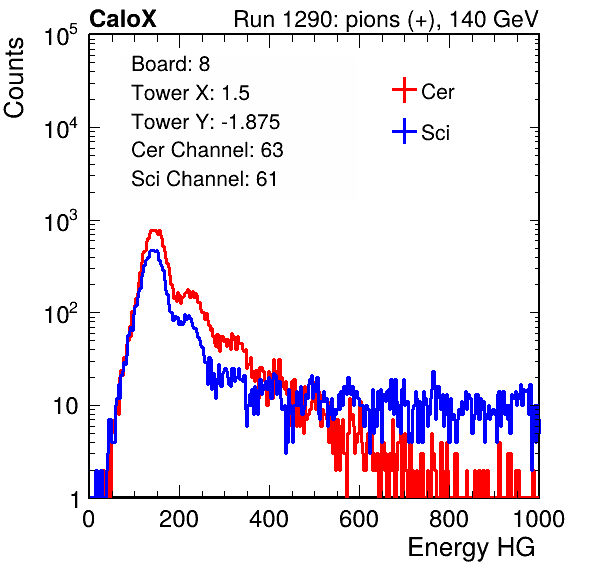 CaloX Run 1290: pions (+), 140 GeV
Counts
Board: 8
Tower X: 1.5
Tower Y: -1.875
Cer Channel: 63
Sci Channel: 61
Cer
Sci
10^5
10^4
10^3
10^2
10
1
0 200 400 600 800 1000
Energy HG